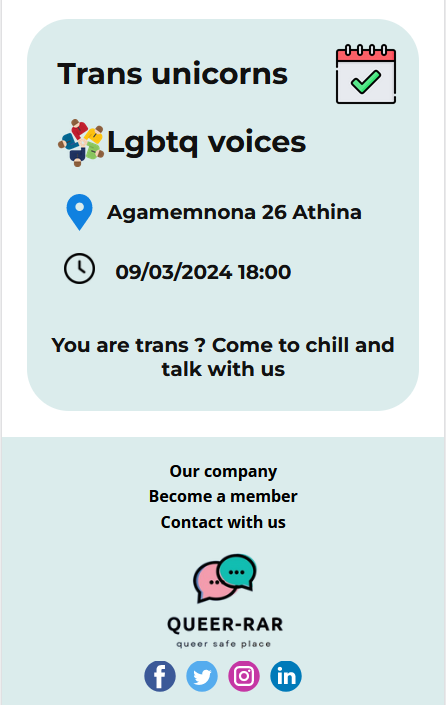 Trans unicorns
Lgbtq voices
Agamemnona 26 Athina
09/03/2024 18:00
You are trans ? Come to chill and
talk with us
Our company
Become a member
Contact with us
QUEER-RAR
queer safe place